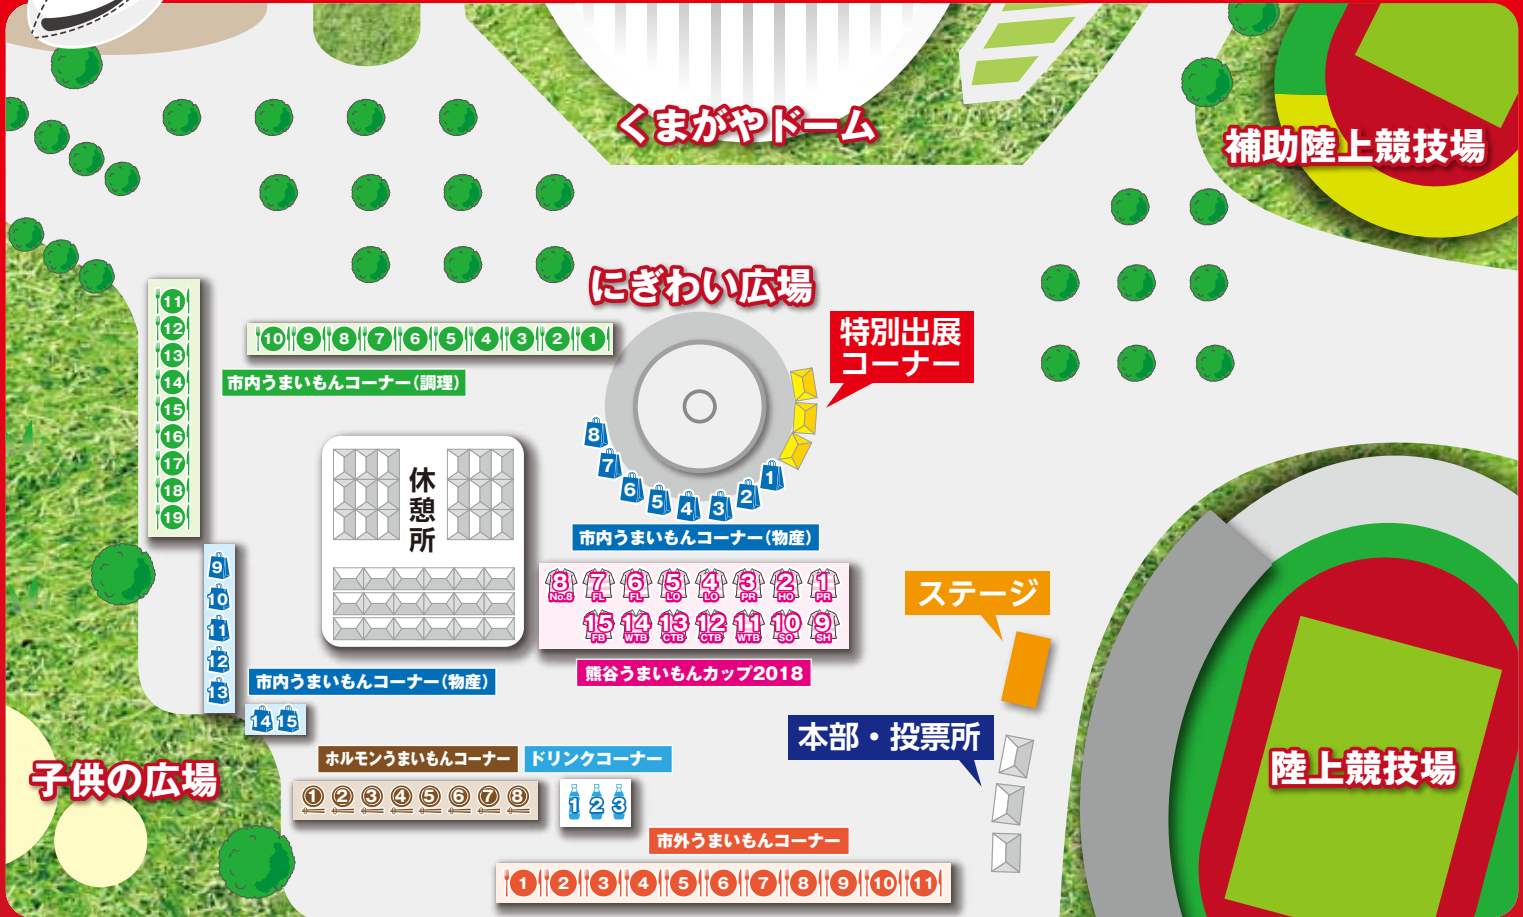 くまがやドーム
補助陸上競技場
にぎわい広場
特別出展
コーナー
11
12
13
14
15
16
17
18
19
10 9 8 7 6 5 4 3 2 1
市内うまいもんコーナー(調理)
休憩所
8
7
6
5
4
3
2
1
市内うまいもんコーナー(物産)
8 7 6 5 4 3 2 1
No.8 FL FL LO LO PR HO PR
15 14 13 12 11 10 9
FB WTB CTB CTB WTB SO SH
熊谷うまいもんカップ2018
ステージ
9
10
11
12
13
市内うまいもんコーナー(物産)
14 15
本部・投票所
子供の広場
陸上競技場
ホルモンうまいもんコーナー
1 2 3 4 5 6 7 8
ドリンクコーナー
1 2 3
市外うまいもんコーナー
1 2 3 4 5 6 7 8 9 10 11